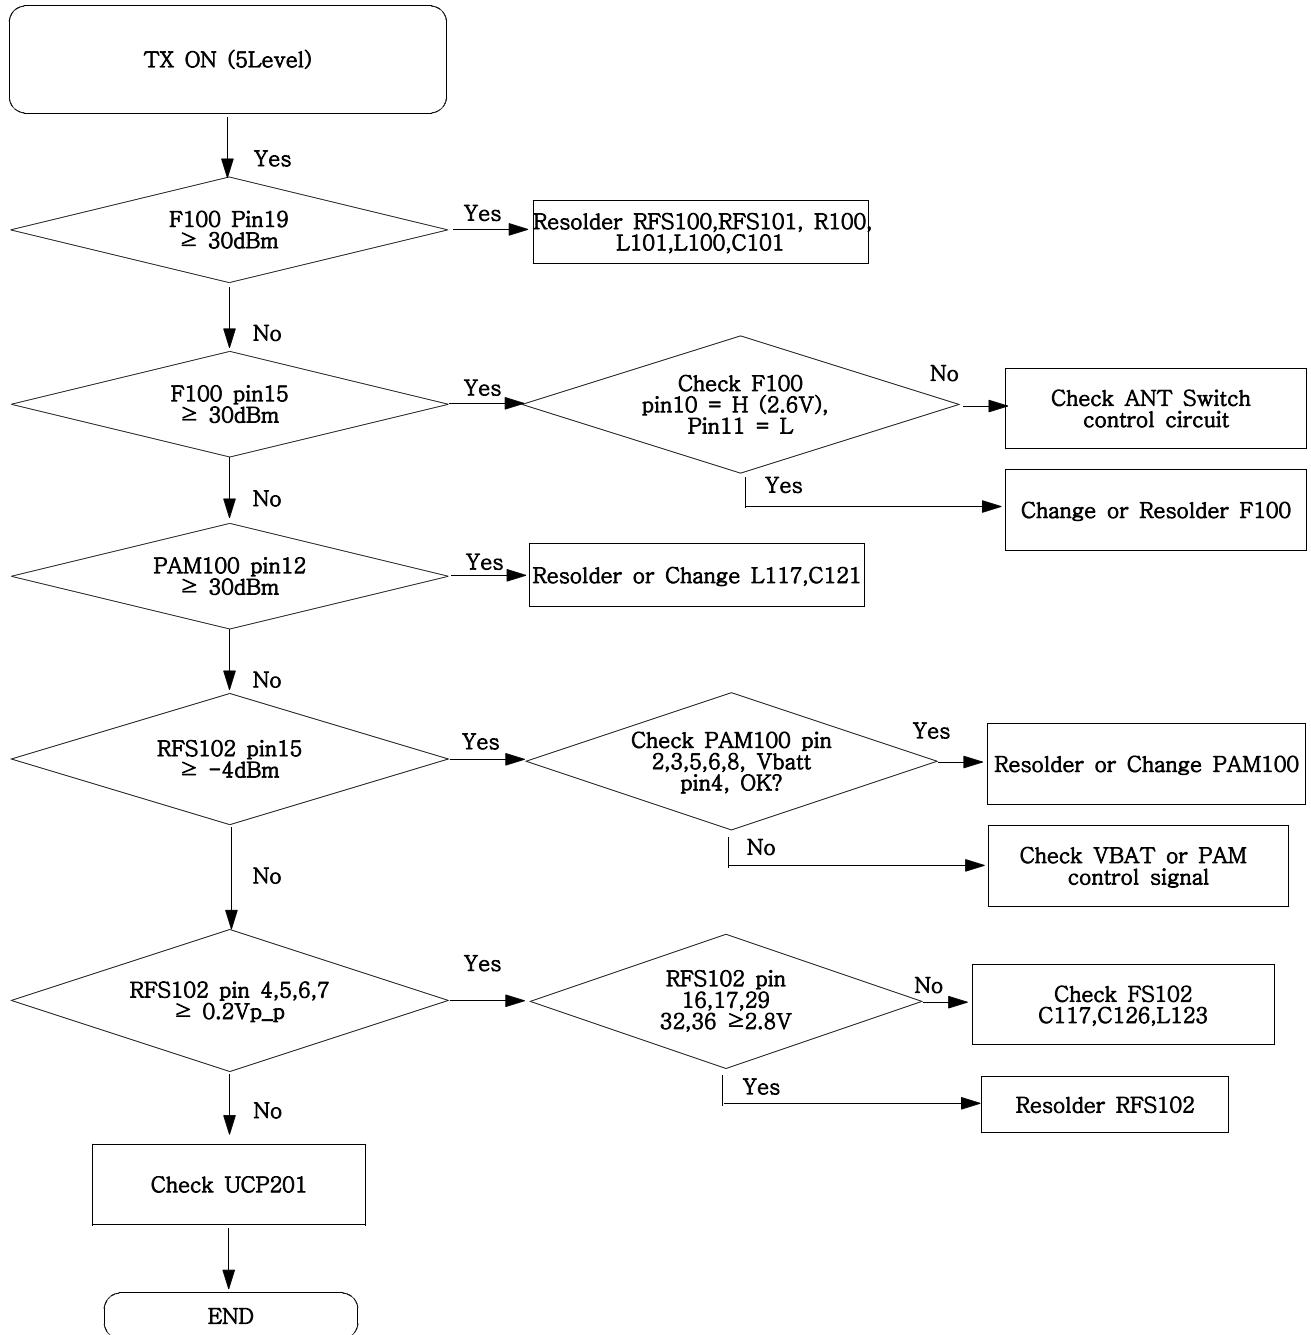 TX ON (5Level)
Yes
F100 Pin19
≥ 30dBm
Yes
Resolder RFS100,RFS101, R100,
L101,L100,C101
No
F100 pin15
≥ 30dBm
Yes
Check F100
pin10 = H (2.6V),
Pin11 = L
No
Check ANT Switch
control circuit
Yes
Change or Resolder F100
No
PAM100 pin12
≥ 30dBm
Yes
Resolder or Change L117,C121
No
RFS102 pin15
≥ -4dBm
Yes
Check PAM100 pin
2,3,5,6,8, Vbatt
pin4, OK?
Yes
Resolder or Change PAM100
No
Check VBAT or PAM
control signal
No
RFS102 pin 4,5,6,7
≥ 0.2Vp_p
Yes
RFS102 pin
16,17,29
32,36 ≥2.8V
No
Check FS102
C117,C126,L123
Yes
Resolder RFS102
No
Check UCP201
END